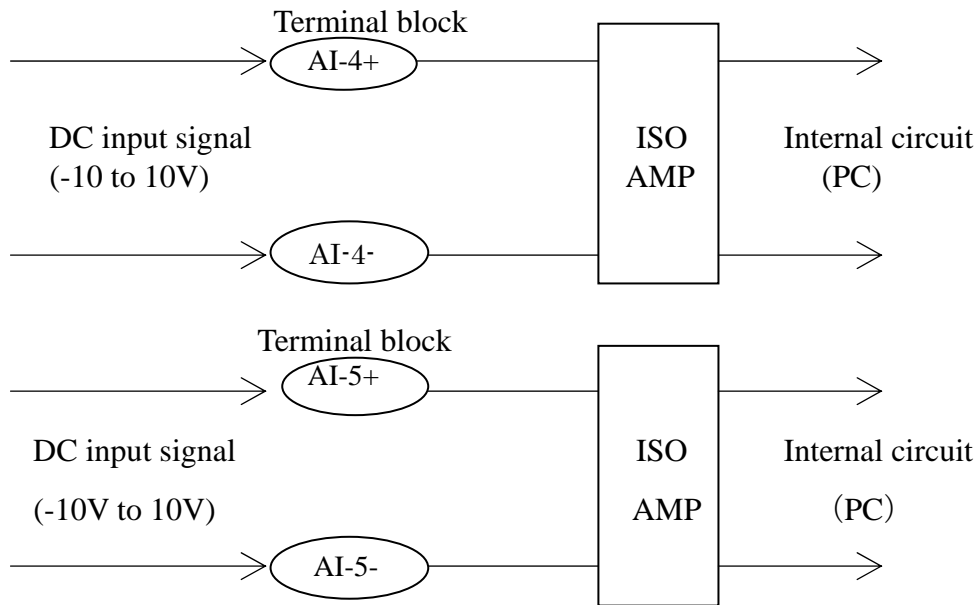 Terminal block
AI-4+
DC input signal
(-10 to 10V)
ISO
AMP
Internal circuit
(PC)
AI-4-
Terminal block
AI-5+
DC input signal
(-10V to 10V)
ISO
AMP
Internal circuit
（PC）
AI-5-